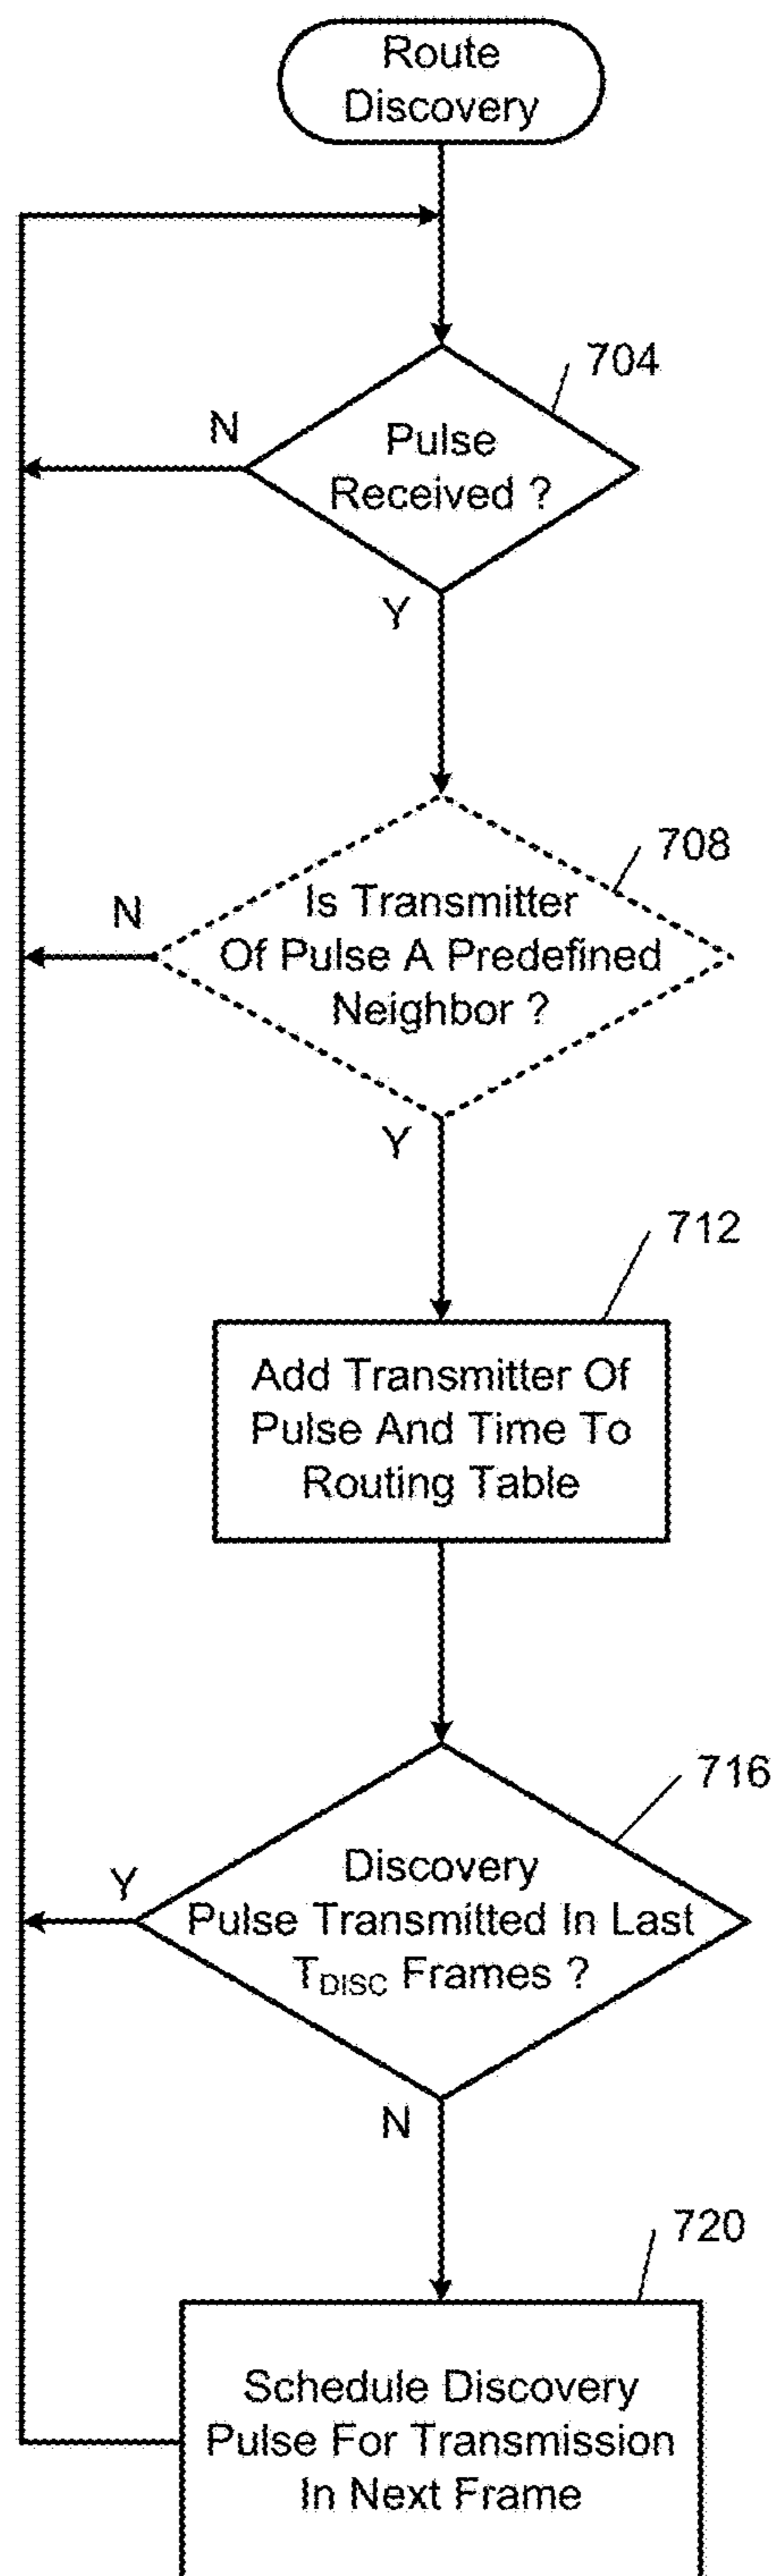 Route
Discovery
704
N
Pulse
Received ?
Y
708
N
Is Transmitter
Of Pulse A Predefined
Neighbor ?
Y
712
Add Transmitter Of
Pulse And Time To
Routing Table
716
Y
Discovery
Pulse Transmitted In Last
TDISC Frames ?
N
720
Schedule Discovery
Pulse For Transmission
In Next Frame